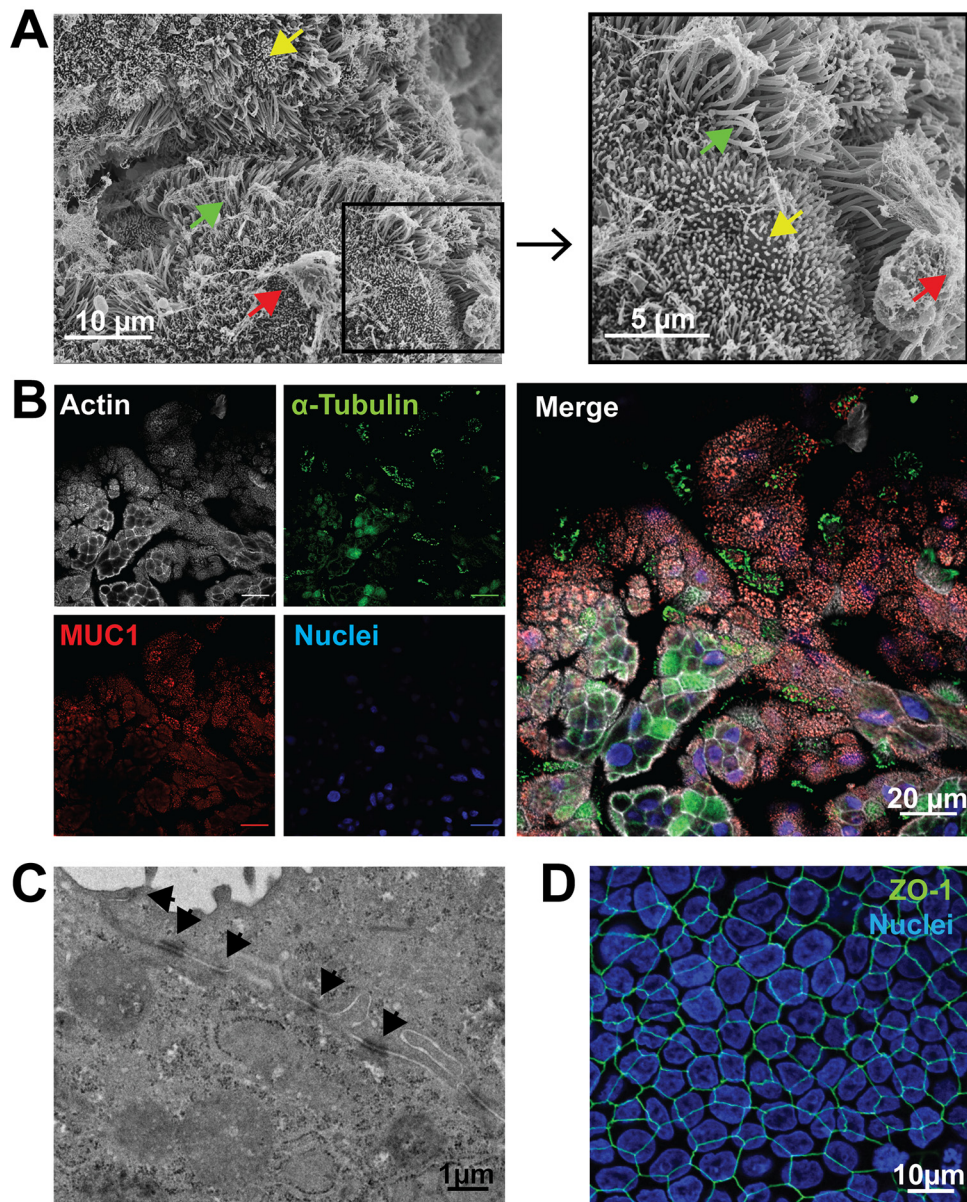 A
10 μm
5 μm
B
Actin
α-Tubulin
Merge
MUC1
Nuclei
20 μm
C
D
ZO-1
Nuclei
1μm
10μm